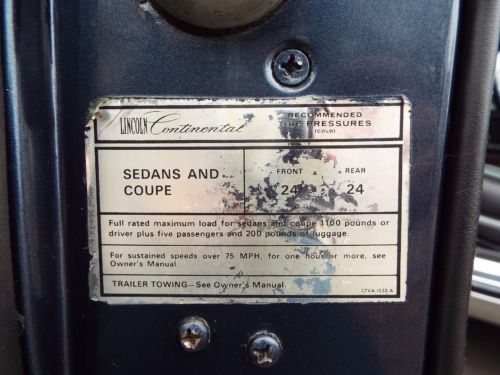 LINCOLN Continental
RECOMMENDED
TIRE PRESSURES
(COLD)
SEDANS AND
COUPE
FRONT REAR
24 24
Full rated maximum load for sedans and coupe 1100 pounds or
driver plus five passengers and 200 pounds of luggage.
For sustained speeds over 75 MPH, for one hour or more, see
Owner's Manual.
TRAILER TOWING—See Owner's Manual.